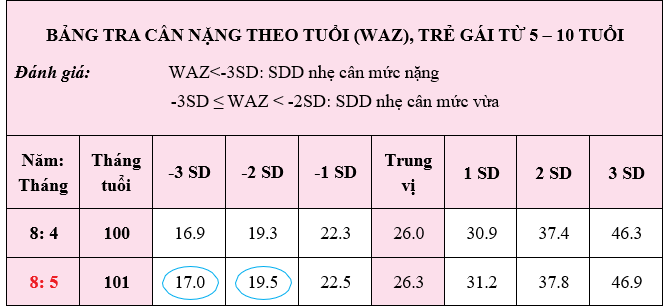 BẢNG TRA CÂN NẶNG THEO TUỔI (WAZ), TRẺ GÁI TỪ 5 – 10 TUỔI
Đánh giá: WAZ<-3SD: SDD nhẹ cân mức nặng
-3SD ≤ WAZ < -2SD: SDD nhẹ cân mức vừa
Năm: Tháng | Tháng tuổi | -3 SD | -2 SD | -1 SD | Trung vị | 1 SD | 2 SD | 3 SD
8: 4 | 100 | 16.9 | 19.3 | 22.3 | 26.0 | 30.9 | 37.4 | 46.3
8: 5 | 101 | 17.0 | 19.5 | 22.5 | 26.3 | 31.2 | 37.8 | 46.9